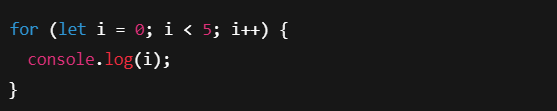 for (let i = 0; i < 5; i++) {
  console.log(i);
}